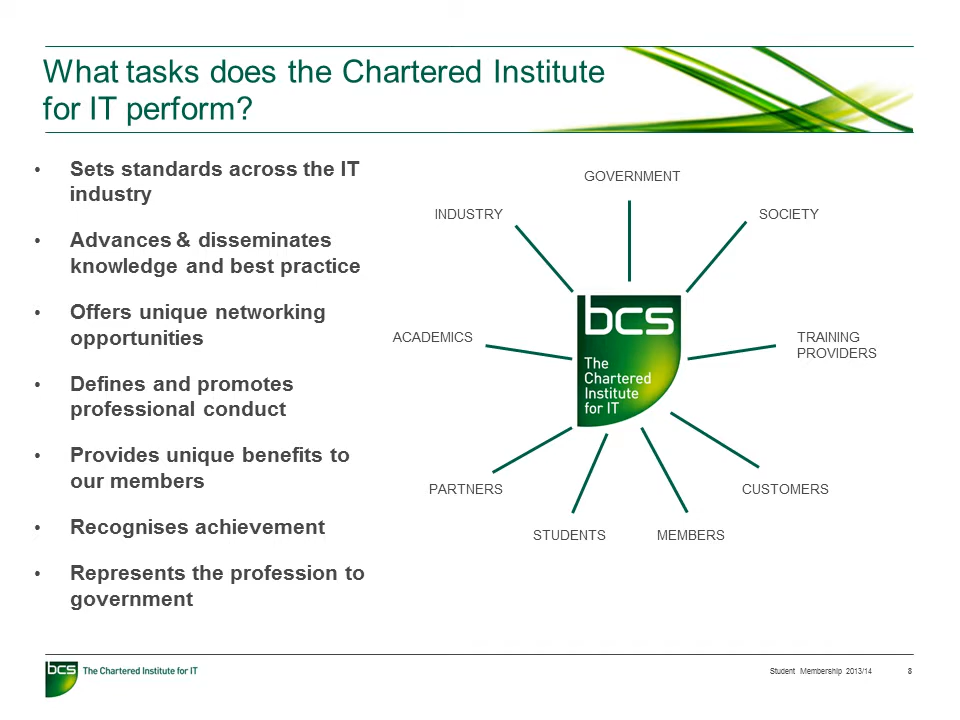 What tasks does the Chartered Institute
for IT perform?
• Sets standards across the IT
industry
• Advances & disseminates
knowledge and best practice
• Offers unique networking
opportunities
• Defines and promotes
professional conduct
• Provides unique benefits to
our members
• Recognises achievement
• Represents the profession to
government
GOVERNMENT
INDUSTRY
SOCIETY
ACADEMICS
TRAINING
PROVIDERS
bcs
The
Chartered
Institute
for IT
PARTNERS
CUSTOMERS
STUDENTS
MEMBERS
bcs
The Chartered Institute for IT
Student Membership 2013/14
8